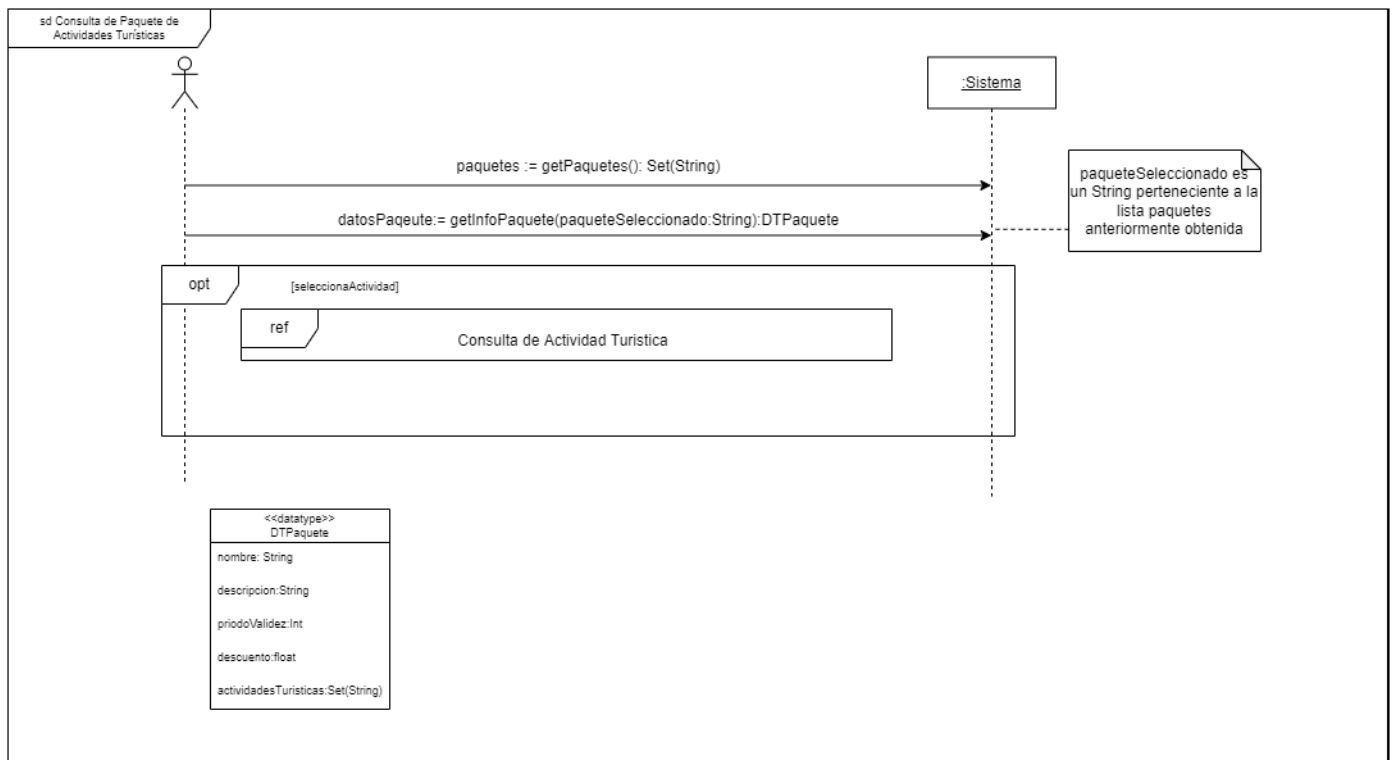 sd Consulta de Paquete de
Actividades Turísticas
:Sistema
paquetes := getPaquetes(): Set(String)
paqueteSeleccionado es
un String perteneciente a la
lista paquetes
anteriormente obtenida
datosPaqeute:= getInfoPaquete(paqueteSeleccionado:String):DTPaquete
opt
[seleccionaActividad]
ref
Consulta de Actividad Turistica
<<datatype>>
DTPaquete
nombre: String
descripcion:String
priodoValidez:Int
descuento:float
actividadesTuristicas:Set(String)